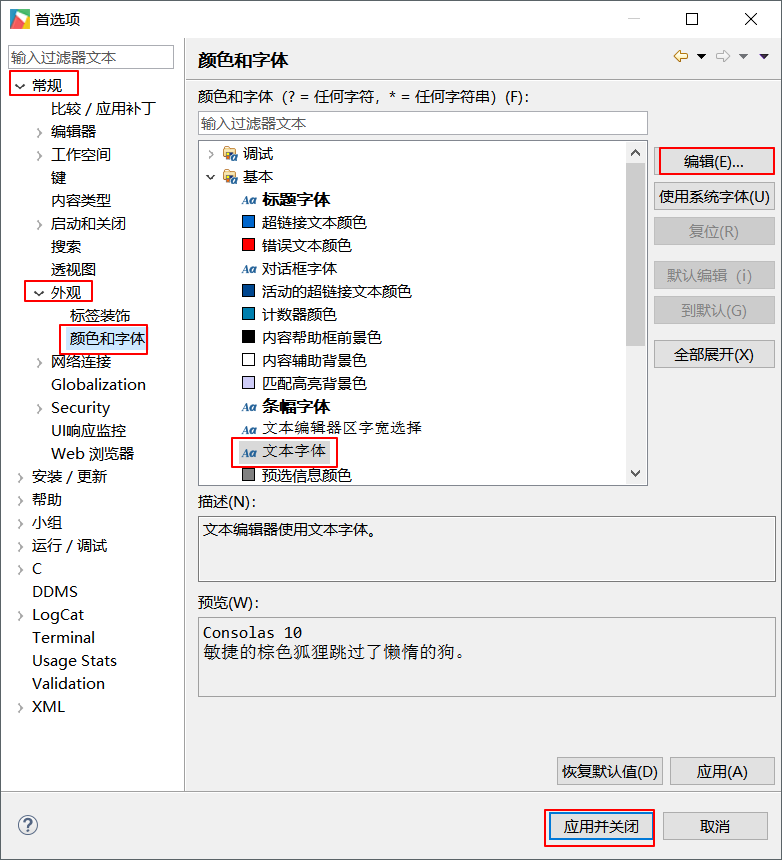 首选项
输入过滤器文本
常规
比较 / 应用补丁
编辑器
工作空间
键
内容类型
启动和关闭
搜索
透视图
外观
标签装饰
颜色和字体
网络连接
Globalization
Security
UI响应监控
Web 浏览器
安装 / 更新
帮助
小组
运行 / 调试
C
DDMS
LogCat
Terminal
Usage Stats
Validation
XML
颜色和字体
颜色和字体（? = 任何字符，* = 任何字符串）(F):
输入过滤器文本
调试
基本
Aa 标题字体
超链接文本颜色
错误文本颜色
Aa 对话框字体
活动的超链接文本颜色
计数器颜色
内容帮助框前景色
内容辅助背景色
匹配高亮背景色
Aa 条幅字体
Aa 文本编辑器区字宽选择
Aa 文本字体
预选信息颜色
编辑(E)...
使用系统字体(U)
复位(R)
默认编辑（i）
到默认(G)
全部展开(X)
描述(N):
文本编辑器使用文本字体。
预览(W):
Consolas 10
敏捷的棕色狐狸跳过了懒惰的狗。
恢复默认值(D)
应用(A)
?
应用并关闭
取消